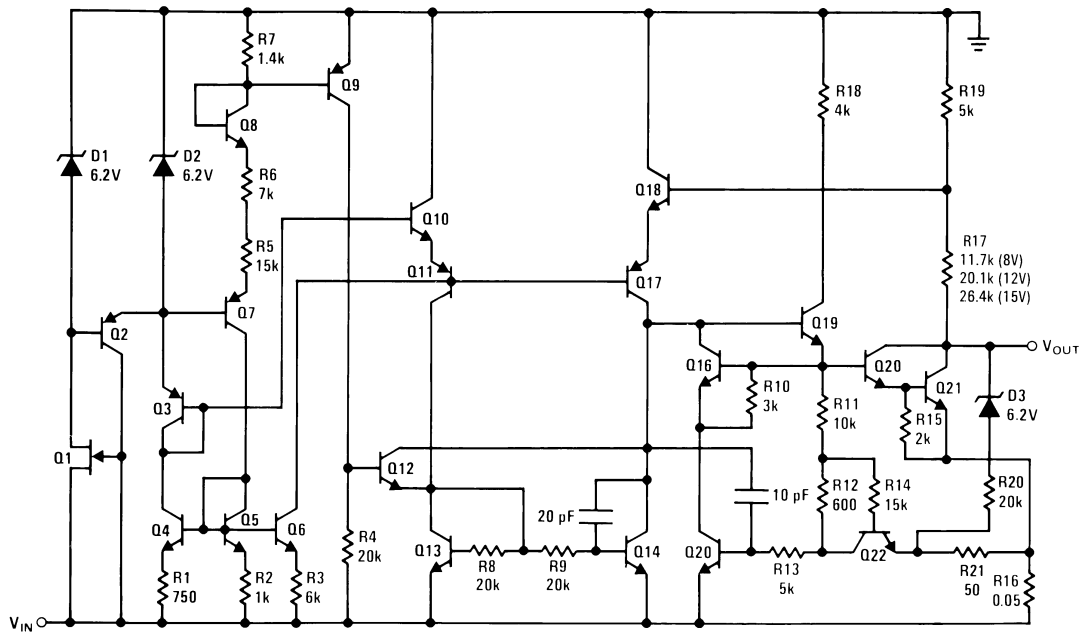 R7
1.4k
Q9
Q8
R18
4k
R19
5k
D1
6.2V
D2
6.2V
R6
7k
Q18
Q10
R5
15k
R17
11.7k (8V)
20.1k (12V)
26.4k (15V)
Q11
Q17
Q2
Q7
Q19
VOUT
Q16
Q20
Q21
D3
6.2V
Q3
R10
3k
R11
10k
R15
2k
Q1
Q12
10 pF
R12
600
R14
15k
R20
20k
Q4
Q5
Q6
R4
20k
20 pF
Q13
R8
20k
R9
20k
Q14
Q20
R13
5k
Q22
R21
50
R16
0.05
R1
750
R2
1k
R3
6k
VIN